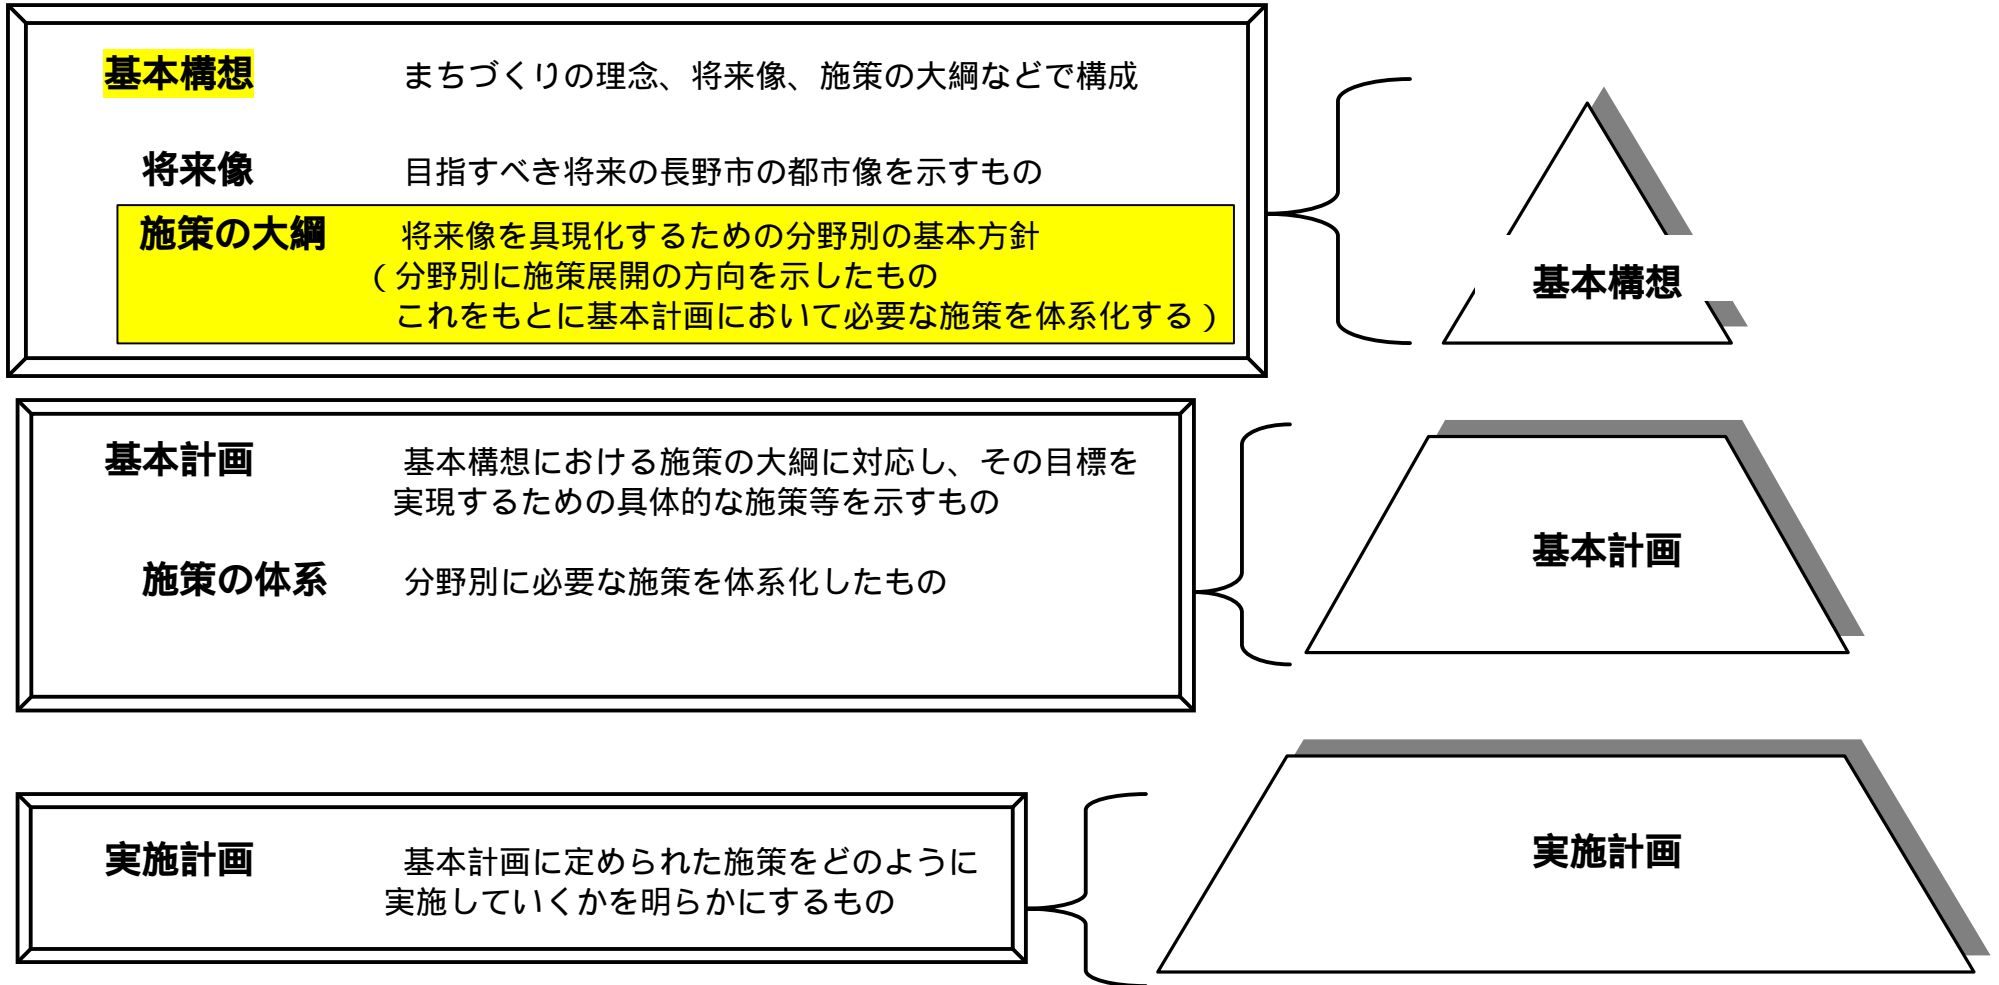 基本構想 まちづくりの理念、将来像、施策の大綱などで構成
将来像 目指すべき将来の長野市の都市像を示すもの
施策の大綱 将来像を具現化するための分野別の基本方針
（分野別に施策展開の方向を示したもの
これをもとに基本計画において必要な施策を体系化する）
基本構想
基本計画 基本構想における施策の大綱に対応し、その目標を
実現するための具体的な施策等を示すもの
施策の体系 分野別に必要な施策を体系化したもの
基本計画
実施計画 基本計画に定められた施策をどのように
実施していくかを明らかにするもの
実施計画